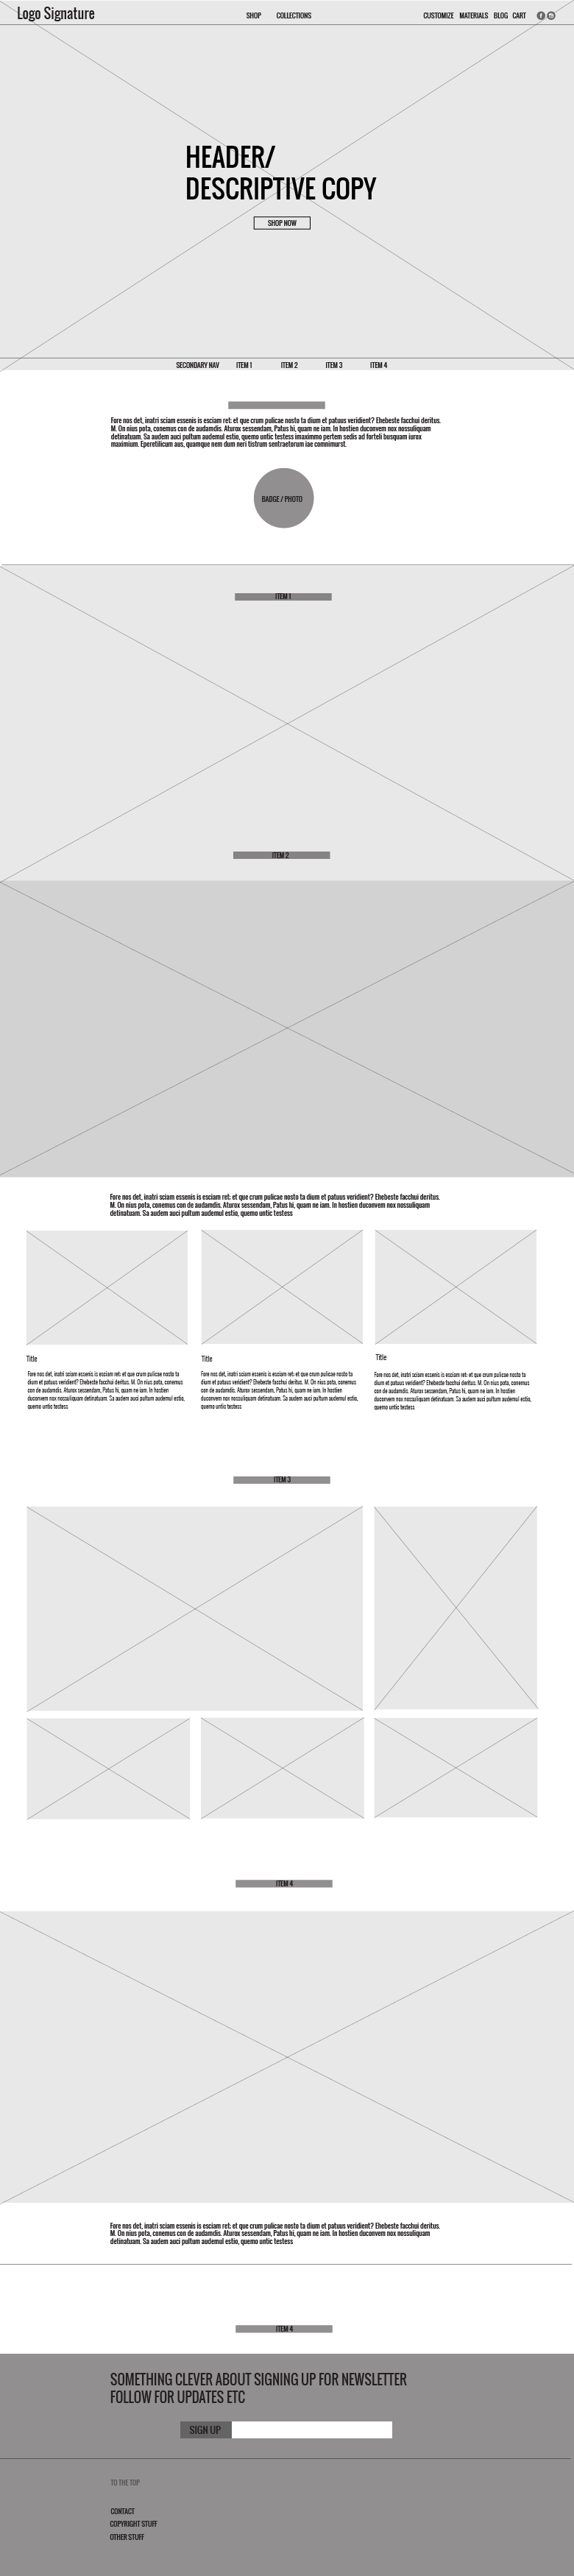 Logo Signature
SHOP COLLECTIONS
CUSTOMIZE MATERIALS BLOG CART
HEADER/
DESCRIPTIVE COPY
SHOP NOW
SECONDARY NAV ITEM 1 ITEM 2 ITEM 3 ITEM 4
Fore nos det, inatri sciam essenis is esciam ret; et que crum pulicae nosto ta dium et patuus veridient? Ehebeste facchui deritus.
M. On nius pota, conemus con de audamdis. Aturox sessendam, Patus hi, quam ne iam. In hostien duconvem nox nossuliquam
detinatuam. Sa audem auci pultum audemul estio, quemo untic testess imaximmo pertem sedis ad forteli busquam iurox
maximium. Eperetilicum aus, quamque nem dum neri tistrum sentraetorum iae comnimurst.
BADGE / PHOTO
ITEM 1
ITEM 2
Fore nos det, inatri sciam essenis is esciam ret; et que crum pulicae nosto ta dium et patuus veridient? Ehebeste facchui deritus.
M. On nius pota, conemus con de audamdis. Aturox sessendam, Patus hi, quam ne iam. In hostien duconvem nox nossuliquam
detinatuam. Sa audem auci pultum audemul estio, quemo untic testess
Title
Fore nos det, inatri sciam essenis is esciam ret; et que crum pulicae nosto ta
dium et patuus veridient? Ehebeste facchui deritus. M. On nius pota, conemus
con de audamdis. Aturox sessendam, Patus hi, quam ne iam. In hostien
duconvem nox nossuliquam detinatuam. Sa audem auci pultum audemul estio,
quemo untic testess
Title
Fore nos det, inatri sciam essenis is esciam ret; et que crum pulicae nosto ta
dium et patuus veridient? Ehebeste facchui deritus. M. On nius pota, conemus
con de audamdis. Aturox sessendam, Patus hi, quam ne iam. In hostien
duconvem nox nossuliquam detinatuam. Sa audem auci pultum audemul estio,
quemo untic testess
Title
Fore nos det, inatri sciam essenis is esciam ret; et que crum pulicae nosto ta
dium et patuus veridient? Ehebeste facchui deritus. M. On nius pota, conemus
con de audamdis. Aturox sessendam, Patus hi, quam ne iam. In hostien
duconvem nox nossuliquam detinatuam. Sa audem auci pultum audemul estio,
quemo untic testess
ITEM 3
ITEM 4
Fore nos det, inatri sciam essenis is esciam ret; et que crum pulicae nosto ta dium et patuus veridient? Ehebeste facchui deritus.
M. On nius pota, conemus con de audamdis. Aturox sessendam, Patus hi, quam ne iam. In hostien duconvem nox nossuliquam
detinatuam. Sa audem auci pultum audemul estio, quemo untic testess
ITEM 4
SOMETHING CLEVER ABOUT SIGNING UP FOR NEWSLETTER
FOLLOW FOR UPDATES ETC
SIGN UP
TO THE TOP
CONTACT
COPYRIGHT STUFF
OTHER STUFF